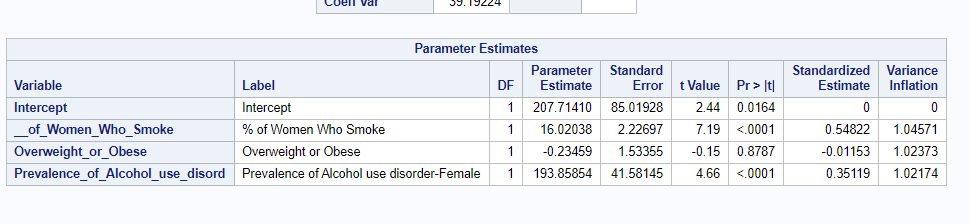 Coeff Var 39.19224
Parameter Estimates
Variable Label DF Parameter Estimate Standard Error t Value Pr > |t| Standardized Estimate Variance Inflation
Intercept Intercept 1 207.71410 85.01928 2.44 0.0164 0 0
__of_Women_Who_Smoke % of Women Who Smoke 1 16.02038 2.22697 7.19 <.0001 0.54822 1.04571
Overweight_or_Obese Overweight or Obese 1 -0.23459 1.53355 -0.15 0.8787 -0.01153 1.02373
Prevalence_of_Alcohol_use_disord Prevalence of Alcohol use disorder-Female 1 193.85854 41.58145 4.66 <.0001 0.35119 1.02174